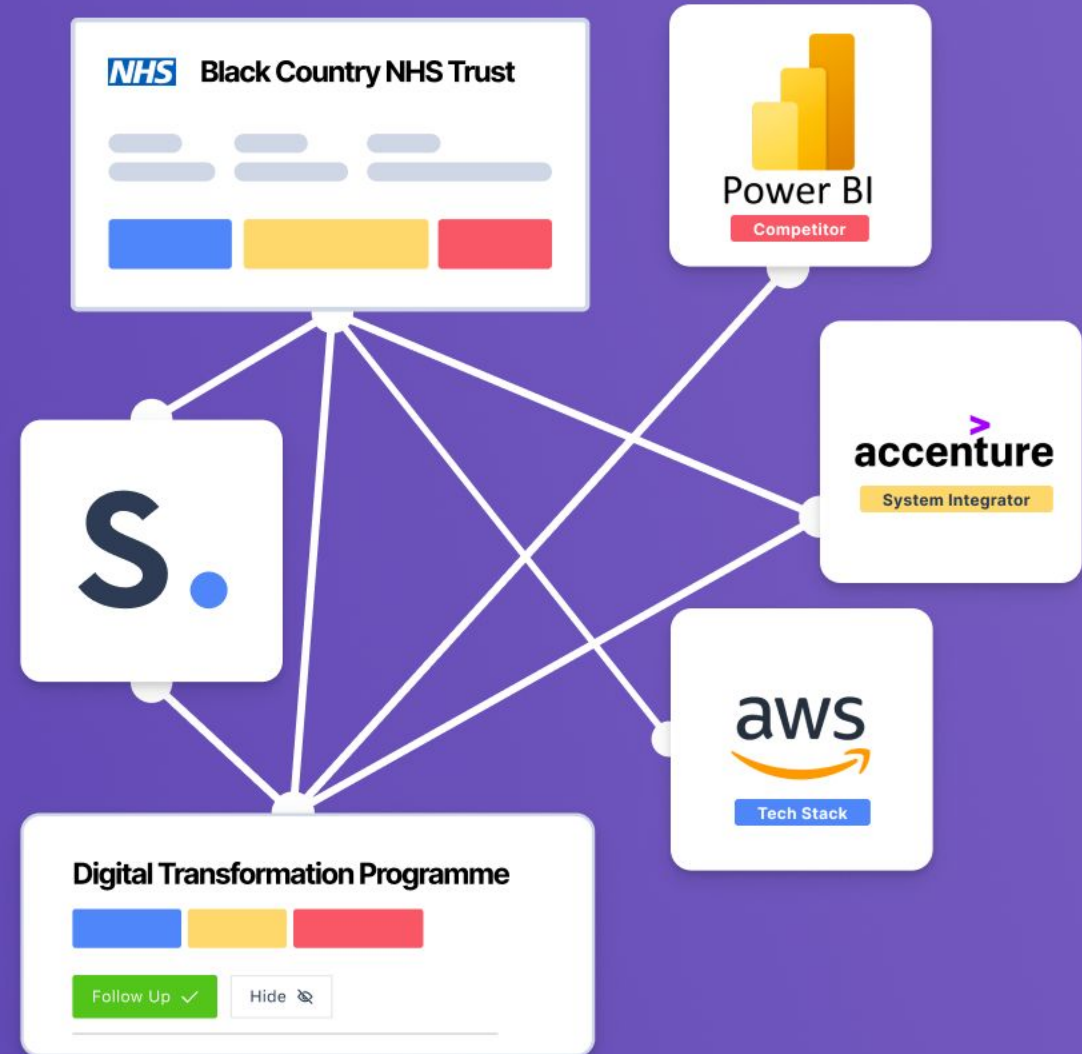 NHS Black Country NHS Trust
Power BI
Competitor
accenture
System Integrator
S.
aws
Tech Stack
Digital Transformation Programme
Follow Up
Hide